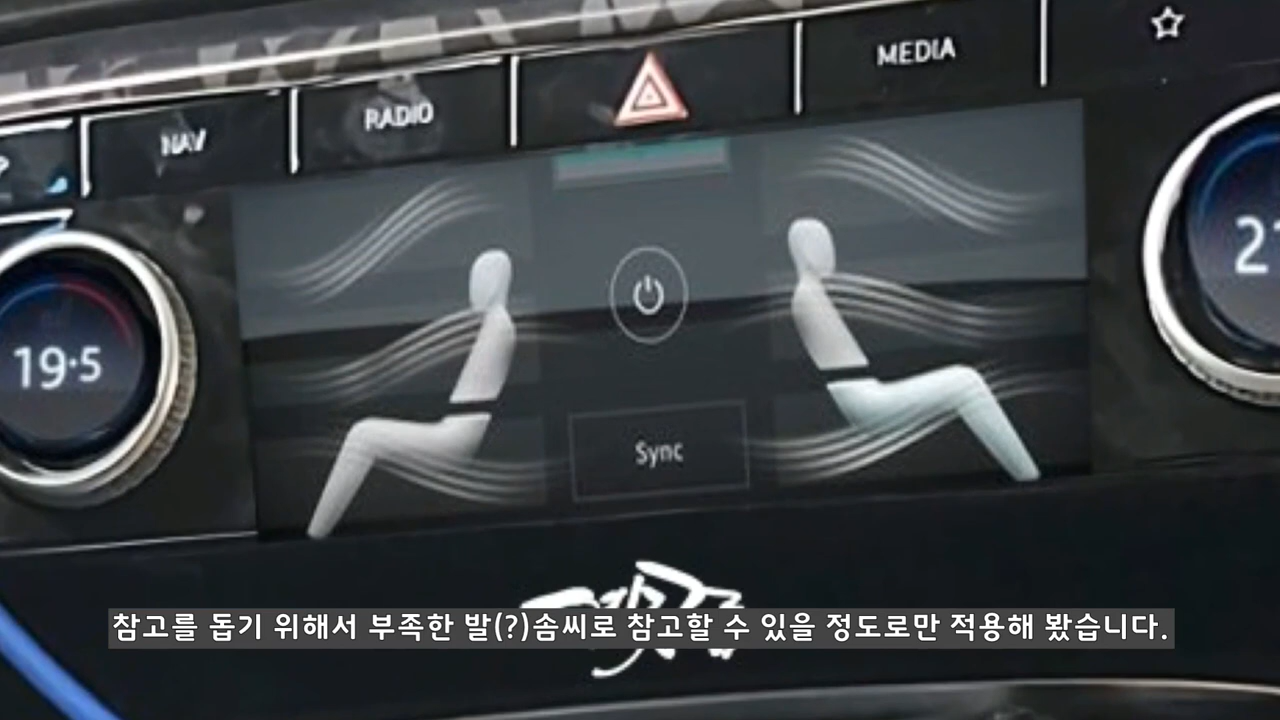 MEDIA
RADIO
NAV
19.5
Sync
참고를 돕기 위해서 부족한 발(?)솜씨로 참고할 수 있을 정도로만 적용해 봤습니다.